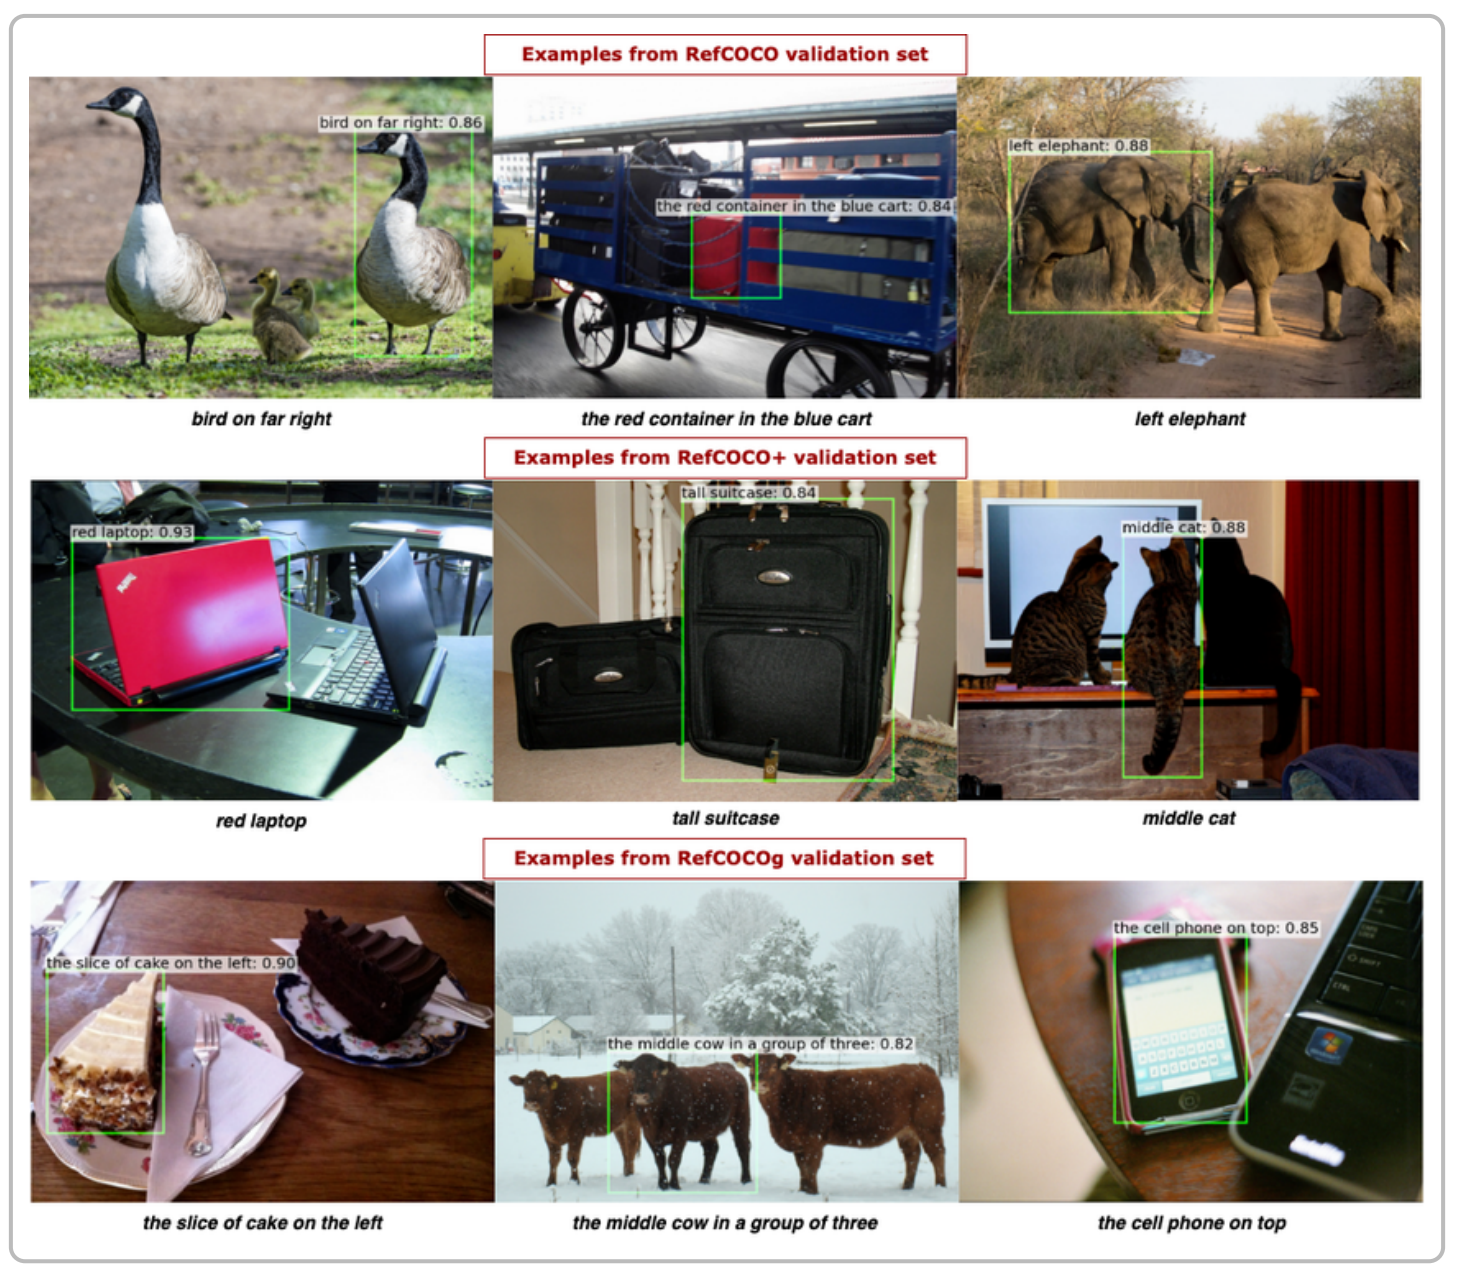 Examples from RefCOCO validation set
bird on far right: 0.86
the red container in the blue cart: 0.84
left elephant: 0.88
bird on far right
the red container in the blue cart
left elephant
Examples from RefCOCO+ validation set
red laptop: 0.93
tall suitcase: 0.84
middle cat: 0.88
red laptop
tall suitcase
middle cat
Examples from RefCOCOg validation set
the slice of cake on the left: 0.90
the middle cow in a group of three: 0.82
the cell phone on top: 0.85
SHIFT
CTRL
the slice of cake on the left
the middle cow in a group of three
the cell phone on top